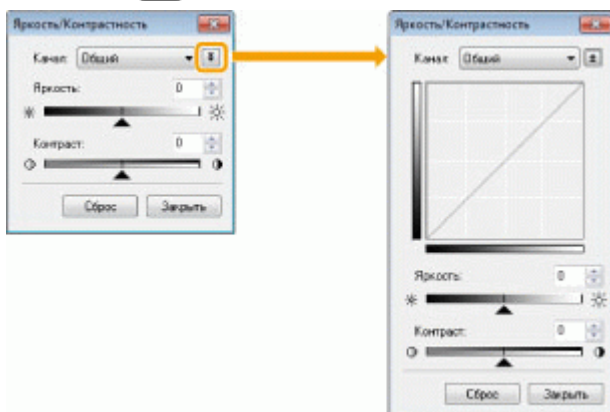 Яркость/Контрастность
Канал: Общий
Яркость: 0
Контраст: 0
Сброс Закрыть
Яркость/Контрастность
Канал: Общий
Яркость: 0
Контраст: 0
Сброс Закрыть